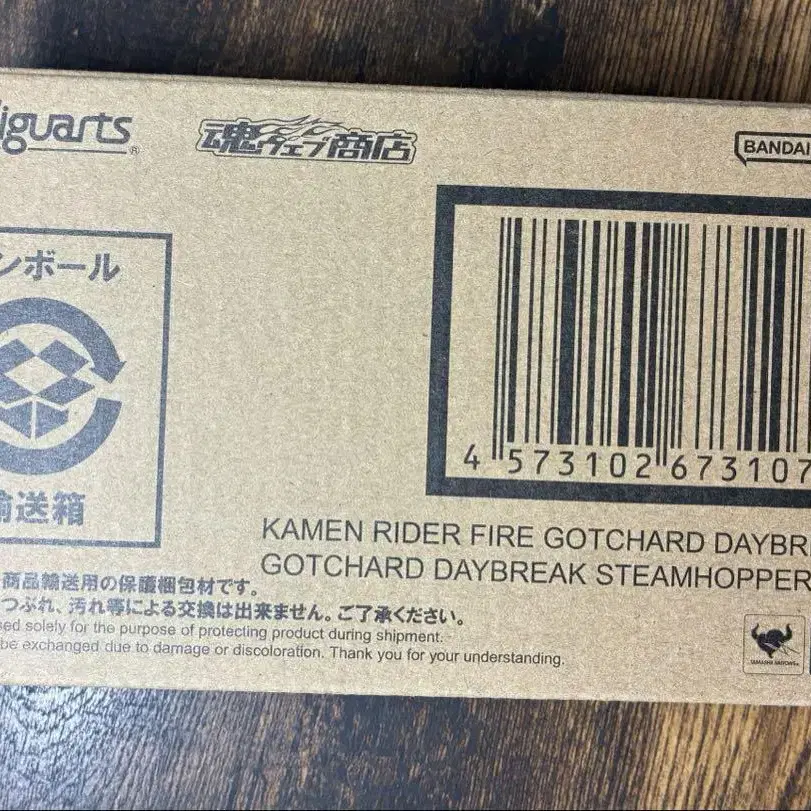 iguarts®
魂ウェブ商店
BANDAI
ンボール
輸送箱
4 573102 673107
KAMEN RIDER FIRE GOTCHARD DAYBR
GOTCHARD DAYBREAK STEAMHOPPER
商品輸送用の保護梱包材です。
つぶれ、汚れ等による交換は出来ません。ご了承ください。
sed solely for the purpose of protecting product during shipment.
be exchanged due to damage or discoloration. Thank you for your understanding.
TAMASHII NATIONS